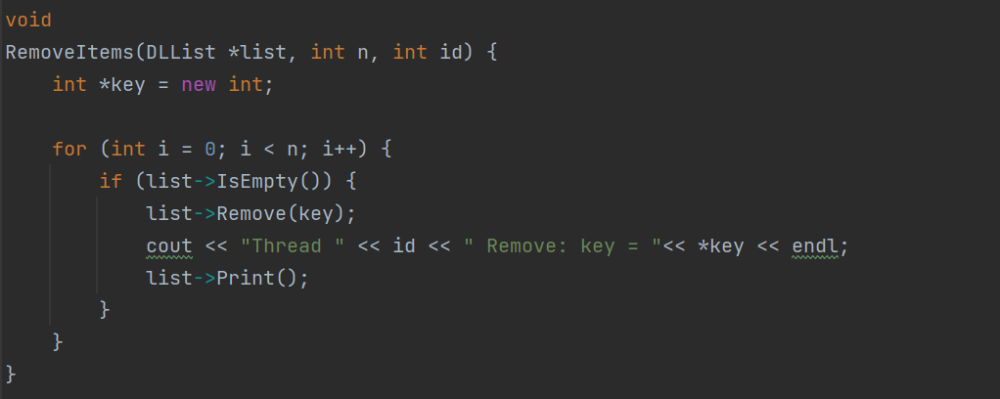 void
RemoveItems(DLList *list, int n, int id) {
    int *key = new int;

    for (int i = 0; i < n; i++) {
        if (list->IsEmpty()) {
            list->Remove(key);
            cout << "Thread " << id << " Remove: key = "<< *key << endl;
            list->Print();
        }
    }
}